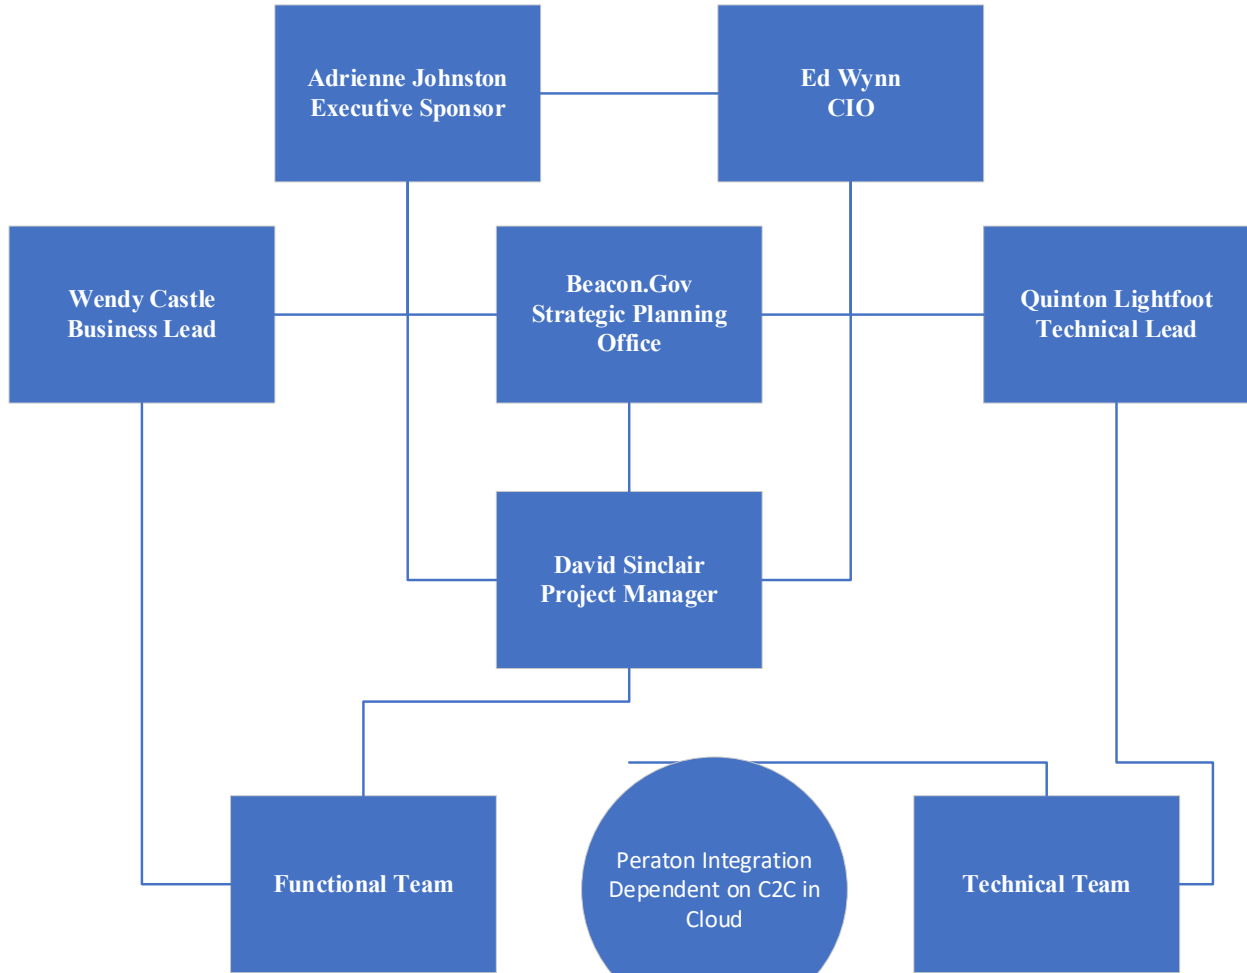 Adrienne Johnston
Executive Sponsor
Ed Wynn
CIO
Wendy Castle
Business Lead
Beacon.Gov
Strategic Planning
Office
Quinton Lightfoot
Technical Lead
David Sinclair
Project Manager
Functional Team
Peraton Integration
Dependent on C2C in
Cloud
Technical Team